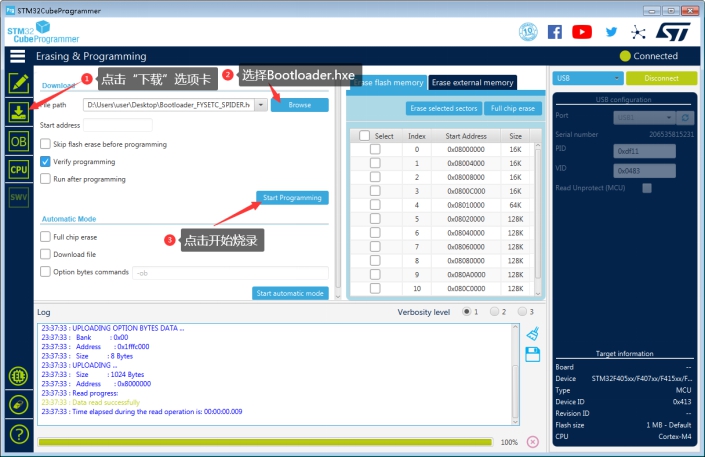 STM32CubeProgrammer
STM32
CubeProgrammer
Erasing & Programming
Connected
1 点击“下载”选项卡
2 选择Bootloader.hxe
Download
File path
D:\Users\user\Desktop\Bootloader_FYSETC_SPIDER.h
Browse
Start address
Skip flash erase before programming
Verify programming
Run after programming
Start Programming
3 点击开始烧录
Automatic Mode
Full chip erase
Download file
Option bytes commands
-ob
Start automatic mode
Erase flash memory
Erase external memory
Erase selected sectors
Full chip erase
Select Index Start Address Size
0 0x08000000 16K
1 0x08004000 16K
2 0x08008000 16K
3 0x0800C000 16K
4 0x08010000 64K
5 0x08020000 128K
6 0x08040000 128K
7 0x08060000 128K
8 0x08080000 128K
9 0x080A0000 128K
10 0x080C0000 128K
OB
CPU
SWV
USB
Disconnect
USB configuration
Port USB1
Serial number 206535815231
PID 0xdf11
VID 0x0483
Read Unprotect (MCU)
Log
Verbosity level 1 2 3
23:37:33 : UPLOADING OPTION BYTES DATA ...
23:37:33 : Bank : 0x00
23:37:33 : Address : 0x1fffc000
23:37:33 : Size : 8 Bytes
23:37:33 : UPLOADING ...
23:37:33 : Size : 1024 Bytes
23:37:33 : Address : 0x8000000
23:37:33 : Read progress:
23:37:33 : Data read successfully
23:37:33 : Time elapsed during the read operation is: 00:00:00.009
100%
Target information
Board --
Device STM32F405xx/F407xx/F415xx/F...
Type MCU
Device ID 0x413
Revision ID --
Flash size 1 MB - Default
CPU Cortex-M4